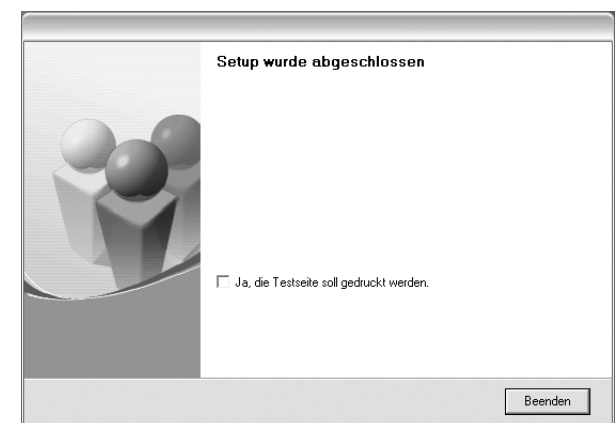 Setup wurde abgeschlossen
Ja, die Testseite soll gedruckt werden.
Beenden